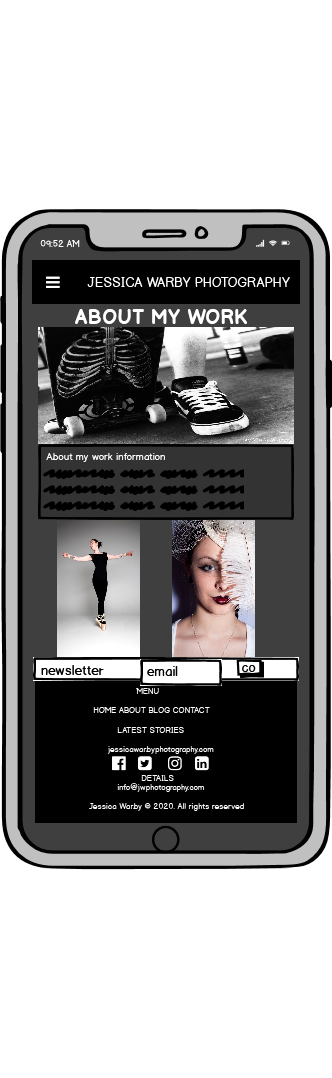 09:52 AM
JESSICA WARBY PHOTOGRAPHY
ABOUT MY WORK
About my work information
newsletter
email
GO
MENU
HOME ABOUT BLOG CONTACT
LATEST STORIES
jessicawarbyphotography.com
DETAILS
info@jwphotography.com
Jessica Warby © 2020. All rights reserved